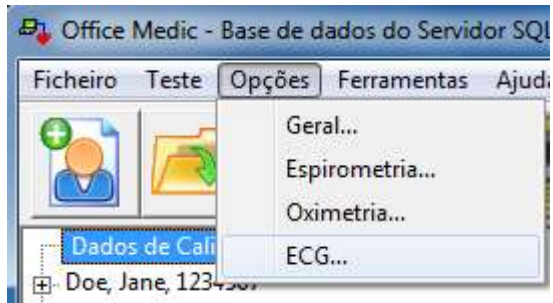 Office Medic - Base de dados do Servidor SQL
Ficheiro Teste Opções Ferramentas Ajuda
Geral...
Espirometria...
Oximetria...
ECG...
Dados de Cali
Doe, Jane,